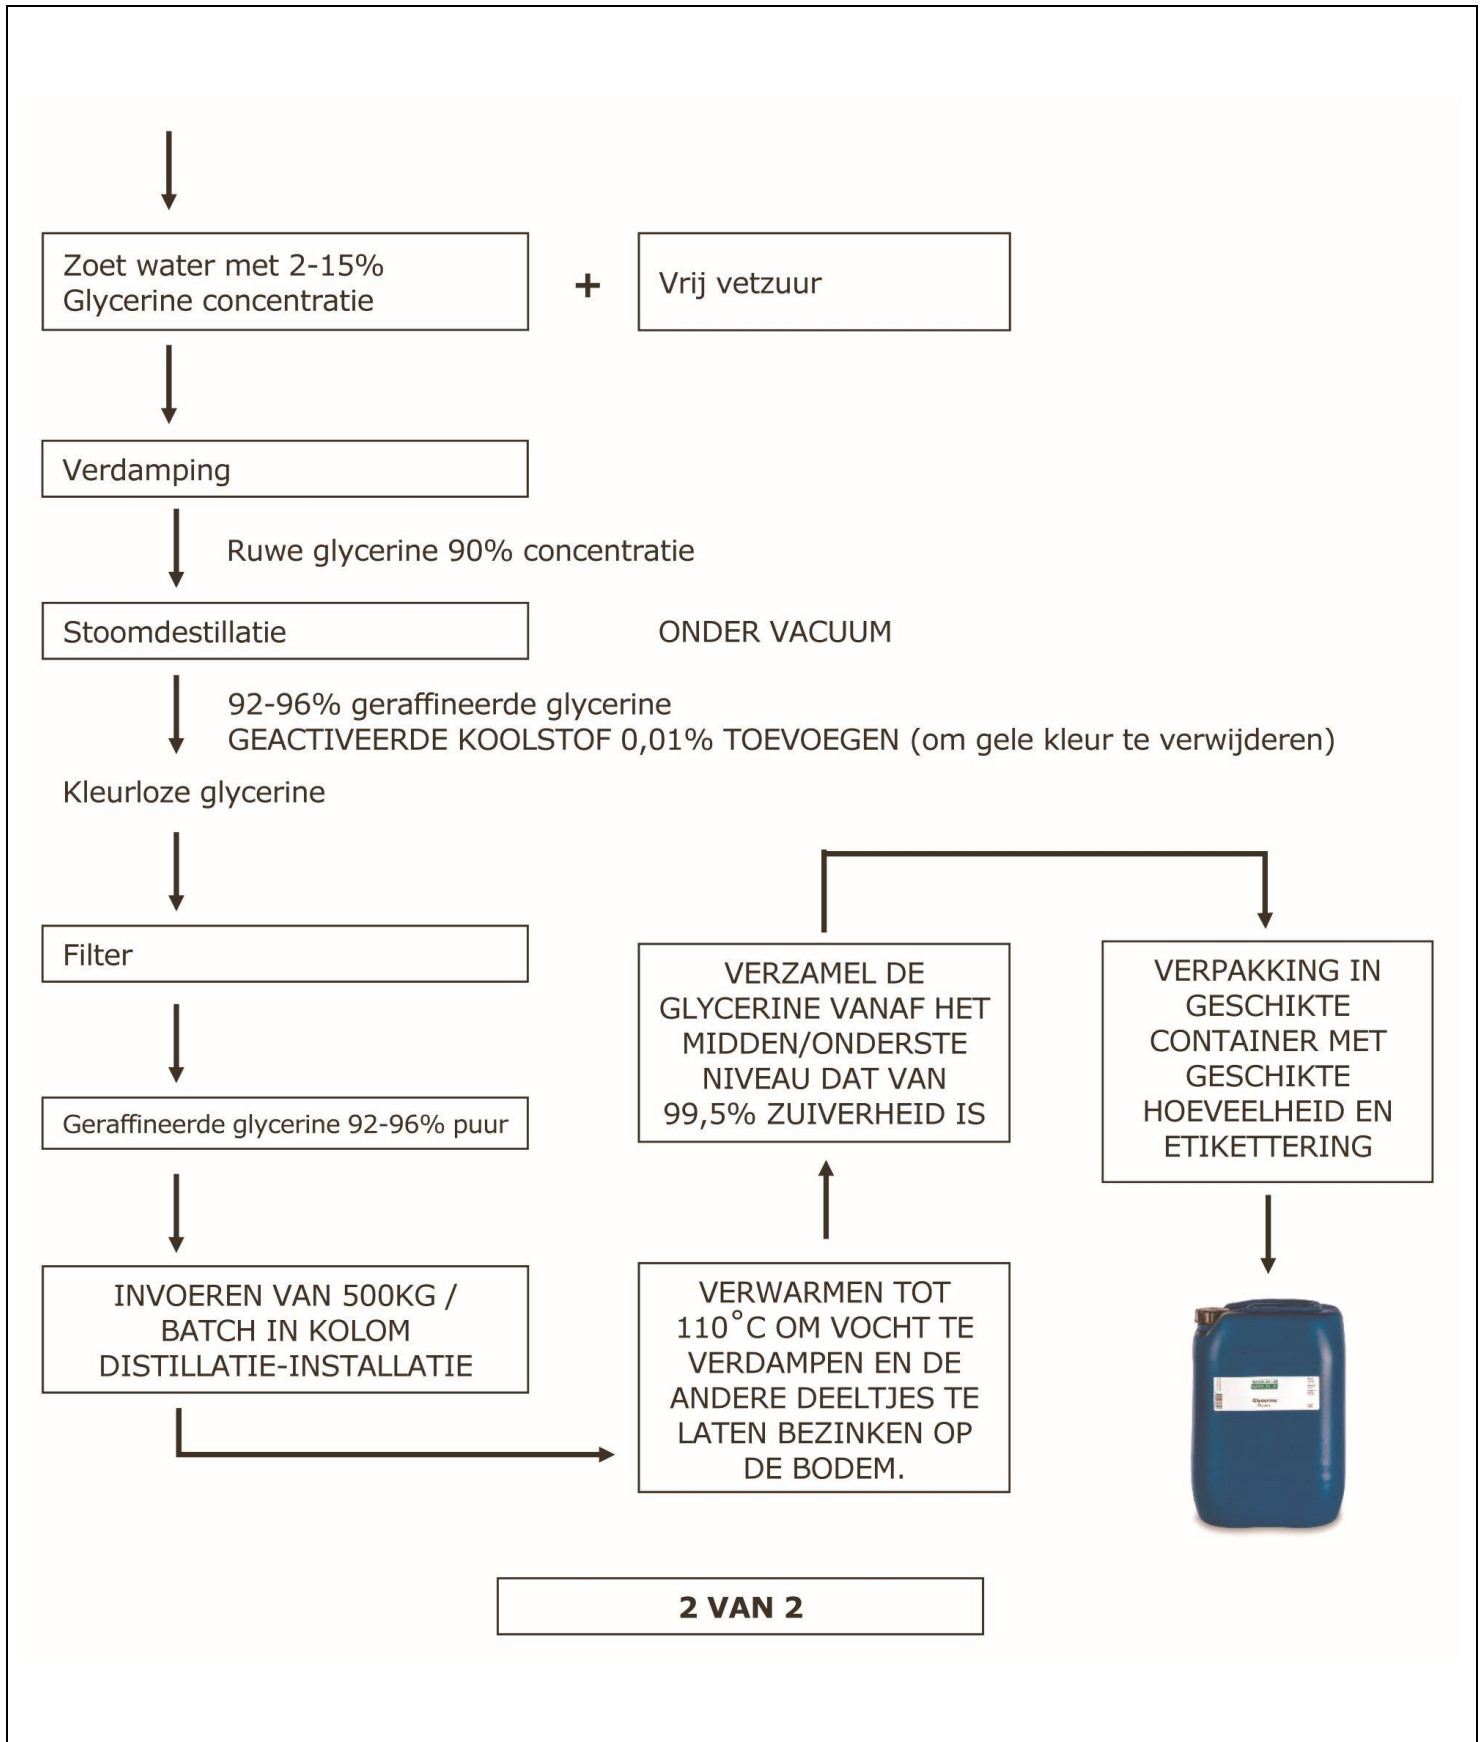 Zoet water met 2-15%
Glycerine concentratie
+
Vrij vetzuur
Verdamping
Ruwe glycerine 90% concentratie
Stoomdestillatie
ONDER VACUUM
92-96% geraffineerde glycerine
GEACTIVEERDE KOOLSTOF 0,01% TOEVOEGEN (om gele kleur te verwijderen)
Kleurloze glycerine
Filter
Geraffineerde glycerine 92-96% puur
INVOEREN VAN 500KG /
BATCH IN KOLOM
DISTILLATIE-INSTALLATIE
VERWARMEN TOT
110°C OM VOCHT TE
VERDAMPEN EN DE
ANDERE DEELTJES TE
LATEN BEZINKEN OP
DE BODEM.
VERZAMEL DE
GLYCERINE VANAF HET
MIDDEN/ONDERSTE
NIVEAU DAT VAN
99,5% ZUIVERHEID IS
VERPAKKING IN
GESCHIKTE
CONTAINER MET
GESCHIKTE
HOEVEELHEID EN
ETIKETTERING
Glycerine
2 VAN 2